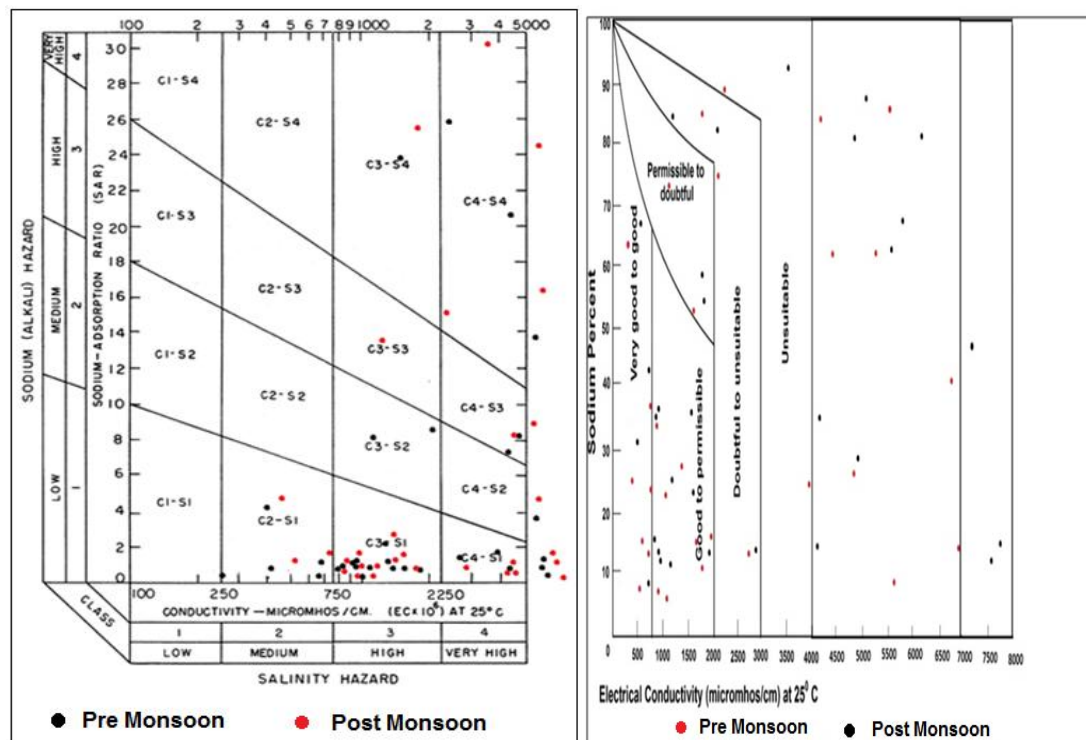 100 2 3 4 5 6 7 8 9 1000 2 3 4 5000
VERY HIGH
HIGH
MEDIUM
LOW
4
3
2
1
SODIUM (ALKALI) HAZARD
SODIUM-ADSORPTION RATIO (SAR)
30
28
26
24
22
20
18
16
14
12
10
8
6
4
2
0
C1-S4
C2-S4
C3-S4
C4-S4
C1-S3
C2-S3
C3-S3
C4-S3
C1-S2
C2-S2
C3-S2
C4-S2
C1-S1
C2-S1
C3-S1
C4-S1
100 250 750 2250
CONDUCTIVITY — MICROMHOS/CM. (EC×10⁶) AT 25°C
CLASS
1 2 3 4
LOW MEDIUM HIGH VERY HIGH
SALINITY HAZARD
Pre Monsoon Post Monsoon
100
90
80
70
60
50
40
30
20
10
Sodium Percent
Very good to good
Permissible to
doubtful
Good to permissible
Doubtful to unsuitable
Unsuitable
0 500 1000 1500 2000 2500 3000 3500 4000 4500 5000 5500 6000 6500 7000 7500 8000
Electrical Conductivity (micromhos/cm) at 25⁰ C
Pre Monsoon Post Monsoon